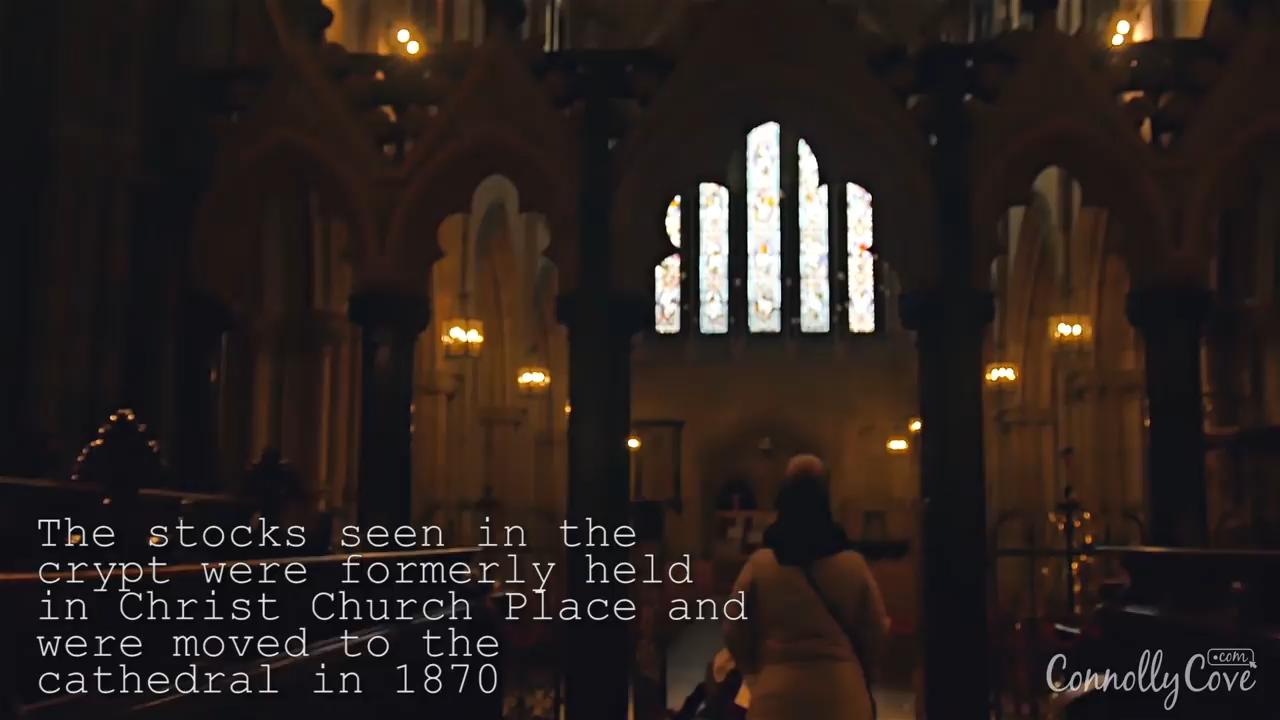 The stocks seen in the
crypt were formerly held
in Christ Church Place and
were moved to the
cathedral in 1870
ConnollyCove
.com